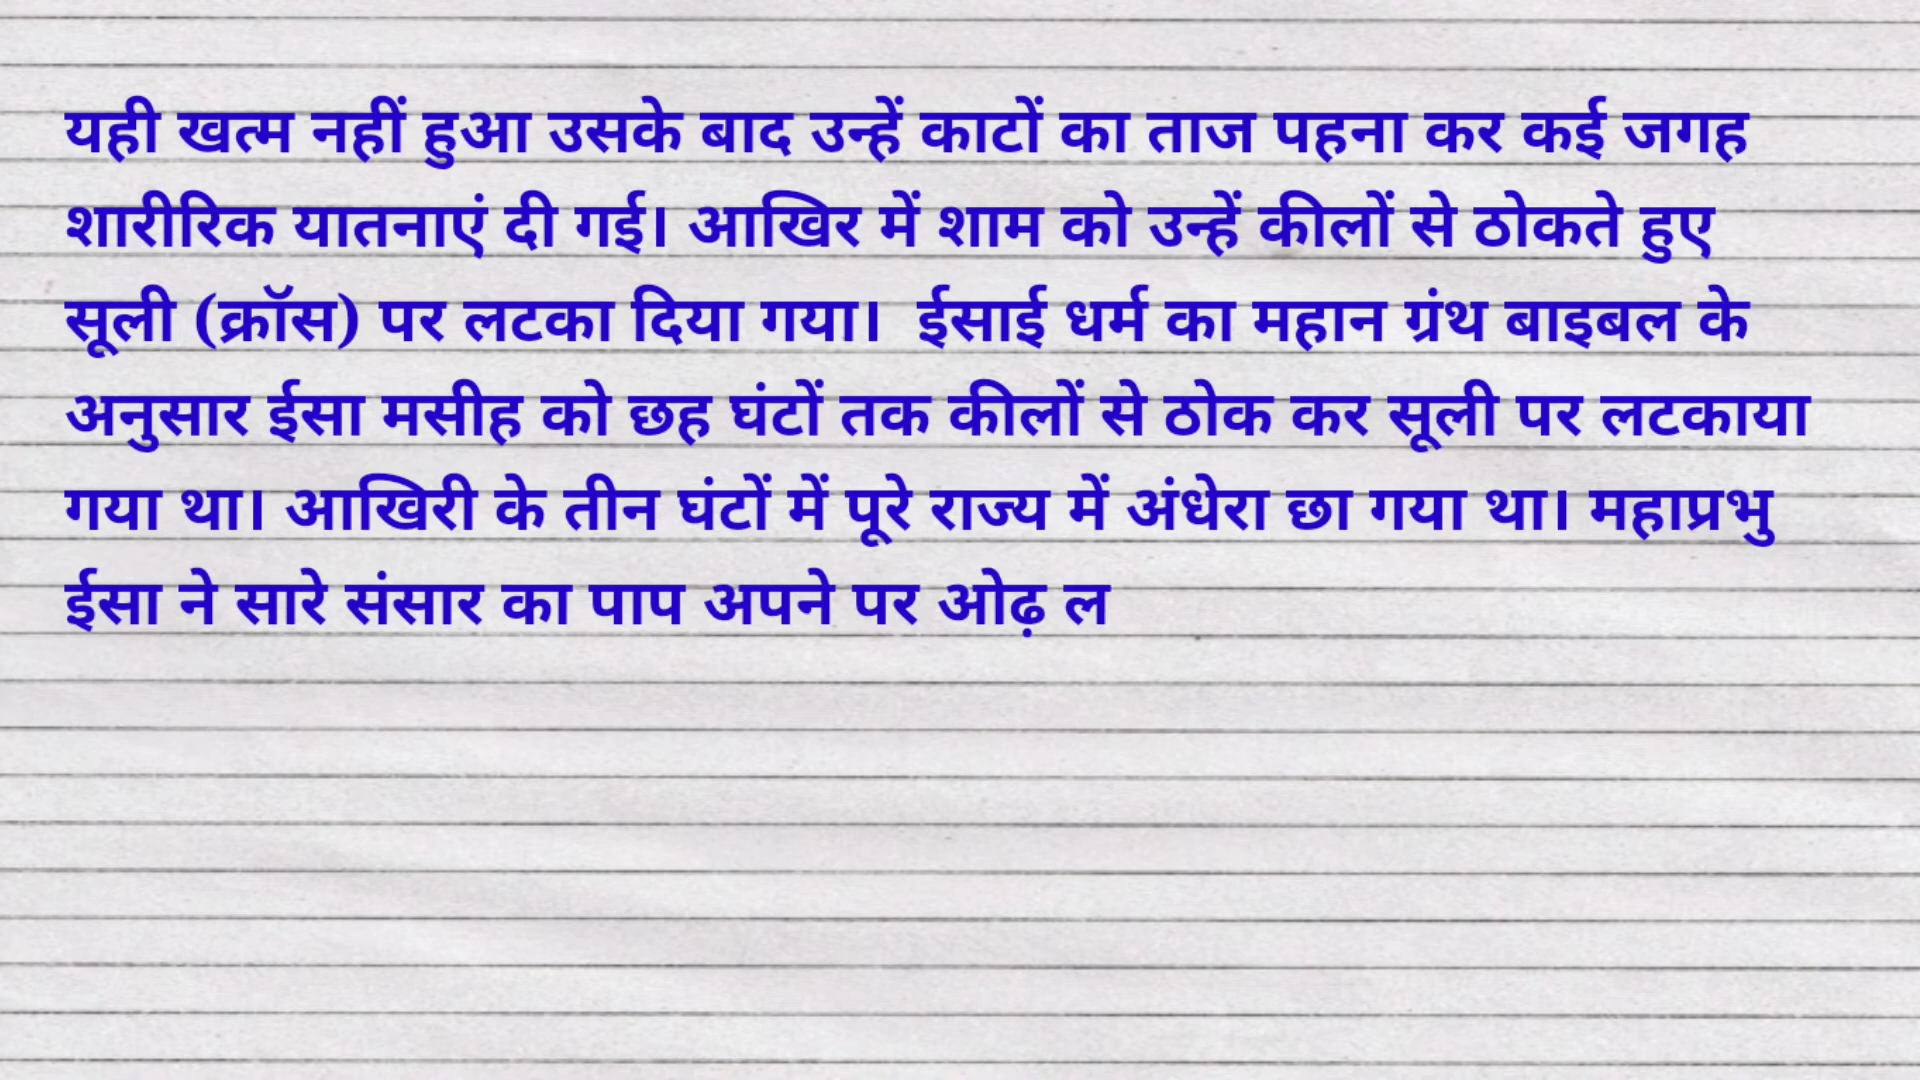 यही खत्म नहीं हुआ उसके बाद उन्हें काटों का ताज पहना कर कई जगह
शारीरिक यातनाएं दी गई। आखिर में शाम को उन्हें कीलों से ठोकते हुए
सूली (क्रॉस) पर लटका दिया गया।  ईसाई धर्म का महान ग्रंथ बाइबल के
अनुसार ईसा मसीह को छह घंटों तक कीलों से ठोक कर सूली पर लटकाया
गया था। आखिरी के तीन घंटों में पूरे राज्य में अंधेरा छा गया था। महाप्रभु
ईसा ने सारे संसार का पाप अपने पर ओढ़ ल